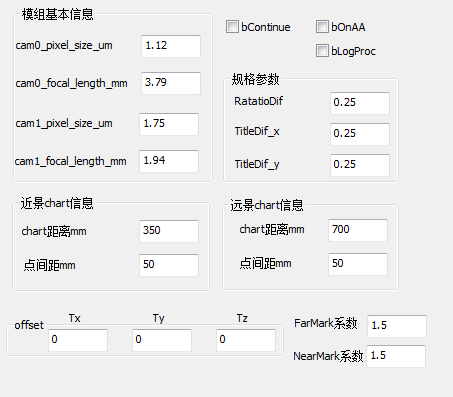 模组基本信息
cam0_pixel_size_um 1.12
cam0_focal_length_mm 3.79
cam1_pixel_size_um 1.75
cam1_focal_length_mm 1.94
bContinue bOnAA
bLogProc
规格参数
RatatioDif 0.25
TitleDif_x 0.25
TitleDif_y 0.25
近景chart信息
chart距离mm 350
点间距mm 50
远景chart信息
chart距离mm 700
点间距mm 50
Tx Ty Tz
offset 0 0 0
FarMark系数 1.5
NearMark系数 1.5